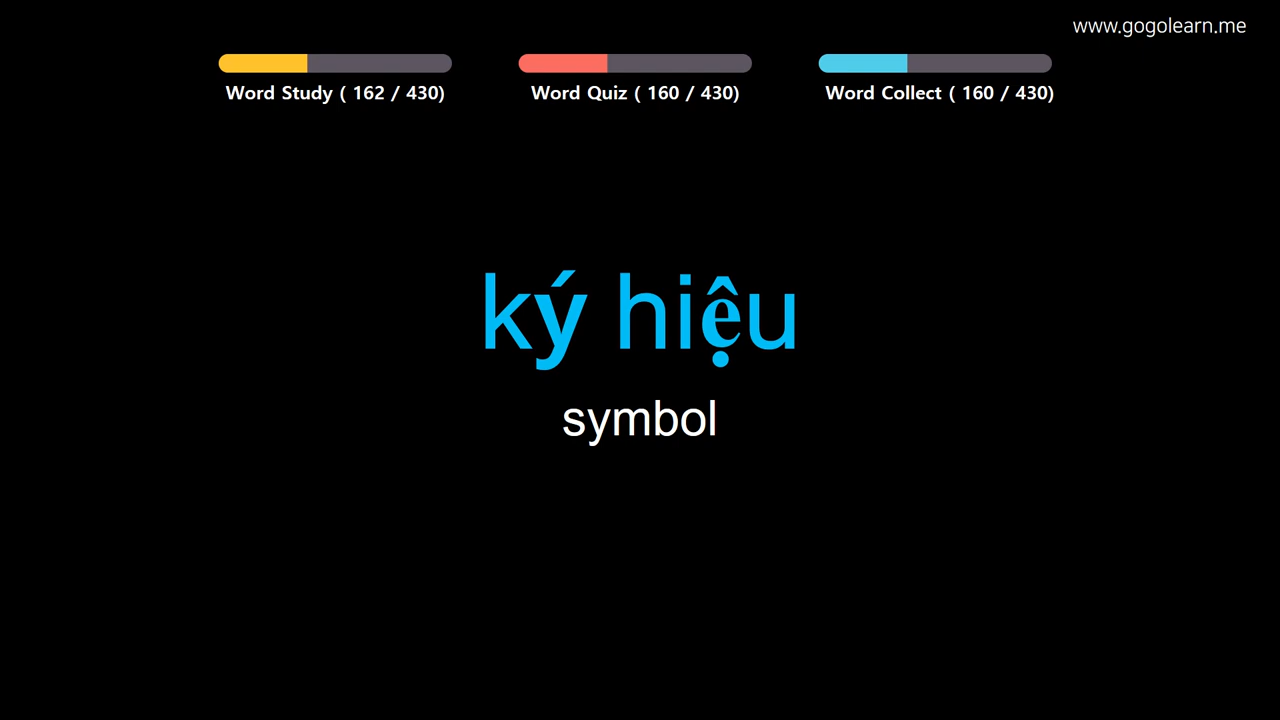 www.gogolearn.me
Word Study ( 162 / 430)
Word Quiz ( 160 / 430)
Word Collect ( 160 / 430)
ký hiệu
symbol